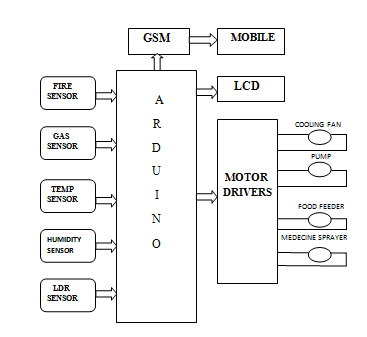 GSM
MOBILE
FIRE
SENSOR
GAS
SENSOR
TEMP
SENSOR
HUMIDITY
SENSOR
LDR
SENSOR
A
R
D
U
I
N
O
LCD
MOTOR
DRIVERS
COOLING FAN
PUMP
FOOD FEEDER
MEDECINE SPRAYER